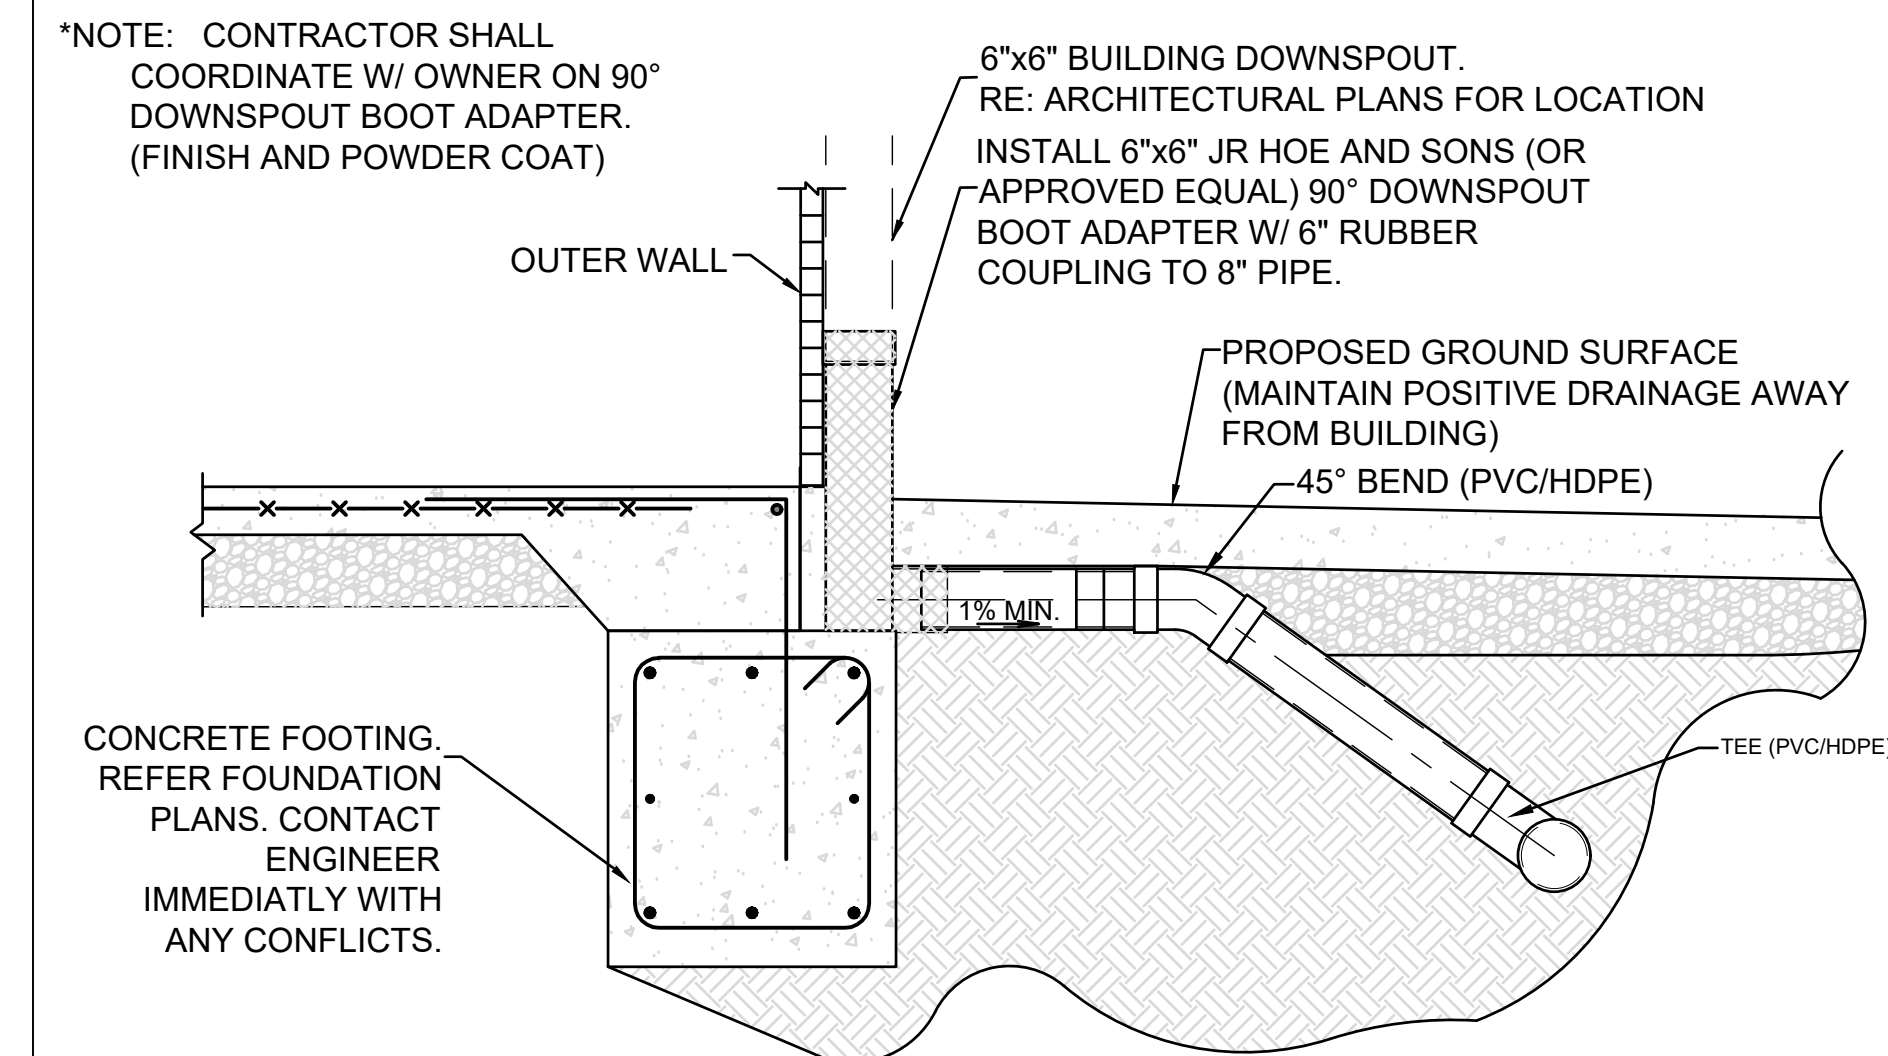 *NOTE: CONTRACTOR SHALL
COORDINATE W/ OWNER ON 90°
DOWNSPOUT BOOT ADAPTER.
(FINISH AND POWDER COAT)
6"x6" BUILDING DOWNSPOUT.
RE: ARCHITECTURAL PLANS FOR LOCATION
INSTALL 6"x6" JR HOE AND SONS (OR
APPROVED EQUAL) 90° DOWNSPOUT
BOOT ADAPTER W/ 6" RUBBER
COUPLING TO 8" PIPE.
OUTER WALL
PROPOSED GROUND SURFACE
(MAINTAIN POSITIVE DRAINAGE AWAY
FROM BUILDING)
45° BEND (PVC/HDPE)
1% MIN.
CONCRETE FOOTING.
REFER FOUNDATION
PLANS. CONTACT
ENGINEER
IMMEDIATLY WITH
ANY CONFLICTS.
TEE (PVC/HDPE)